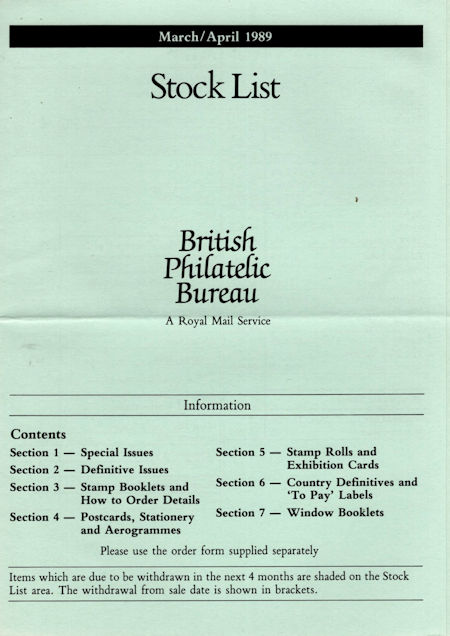 March/April 1989
Stock List
British
Philatelic
Bureau
A Royal Mail Service
Information
Contents
Section 1 — Special Issues
Section 2 — Definitive Issues
Section 3 — Stamp Booklets and
How to Order Details
Section 4 — Postcards, Stationery
and Aerogrammes
Section 5 — Stamp Rolls and
Exhibition Cards
Section 6 — Country Definitives and
‘To Pay’ Labels
Section 7 — Window Booklets
Please use the order form supplied separately
Items which are due to be withdrawn in the next 4 months are shaded on the Stock
List area. The withdrawal from sale date is shown in brackets.